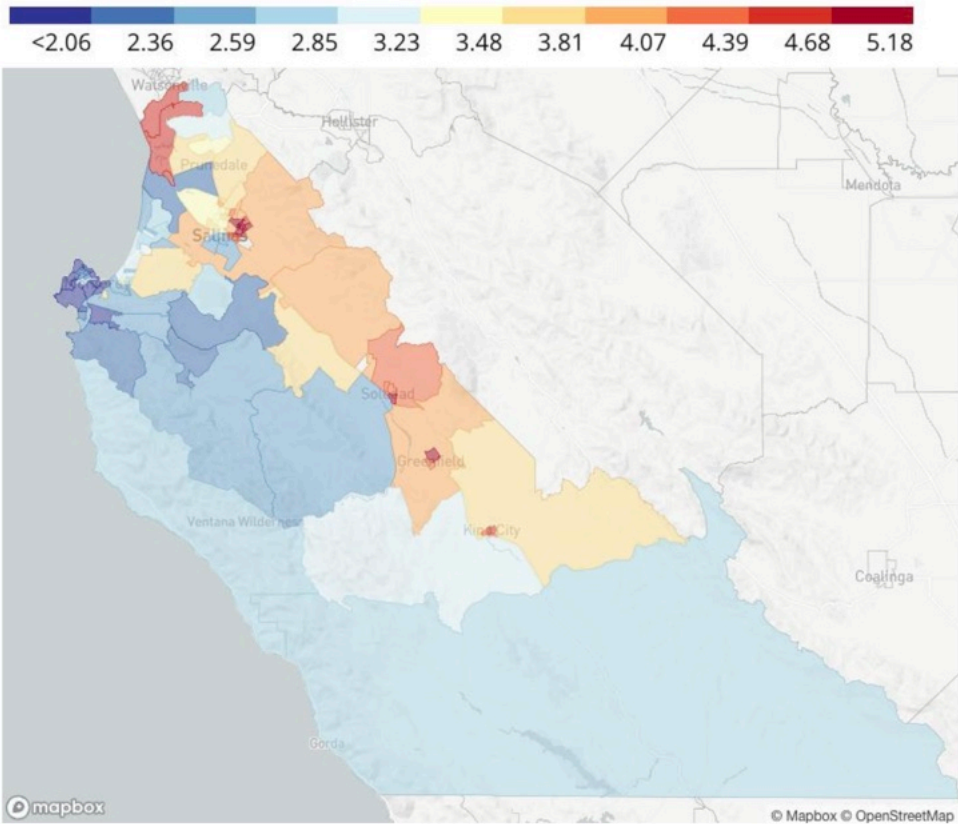 <2.06 2.36 2.59 2.85 3.23 3.48 3.81 4.07 4.39 4.68 5.18
Watsonville
Hollister
Prunedale
Mendota
Salinas
Soledad
Greenfield
Ventana Wilderness
King City
Coalinga
Gorda
mapbox
© Mapbox © OpenStreetMap